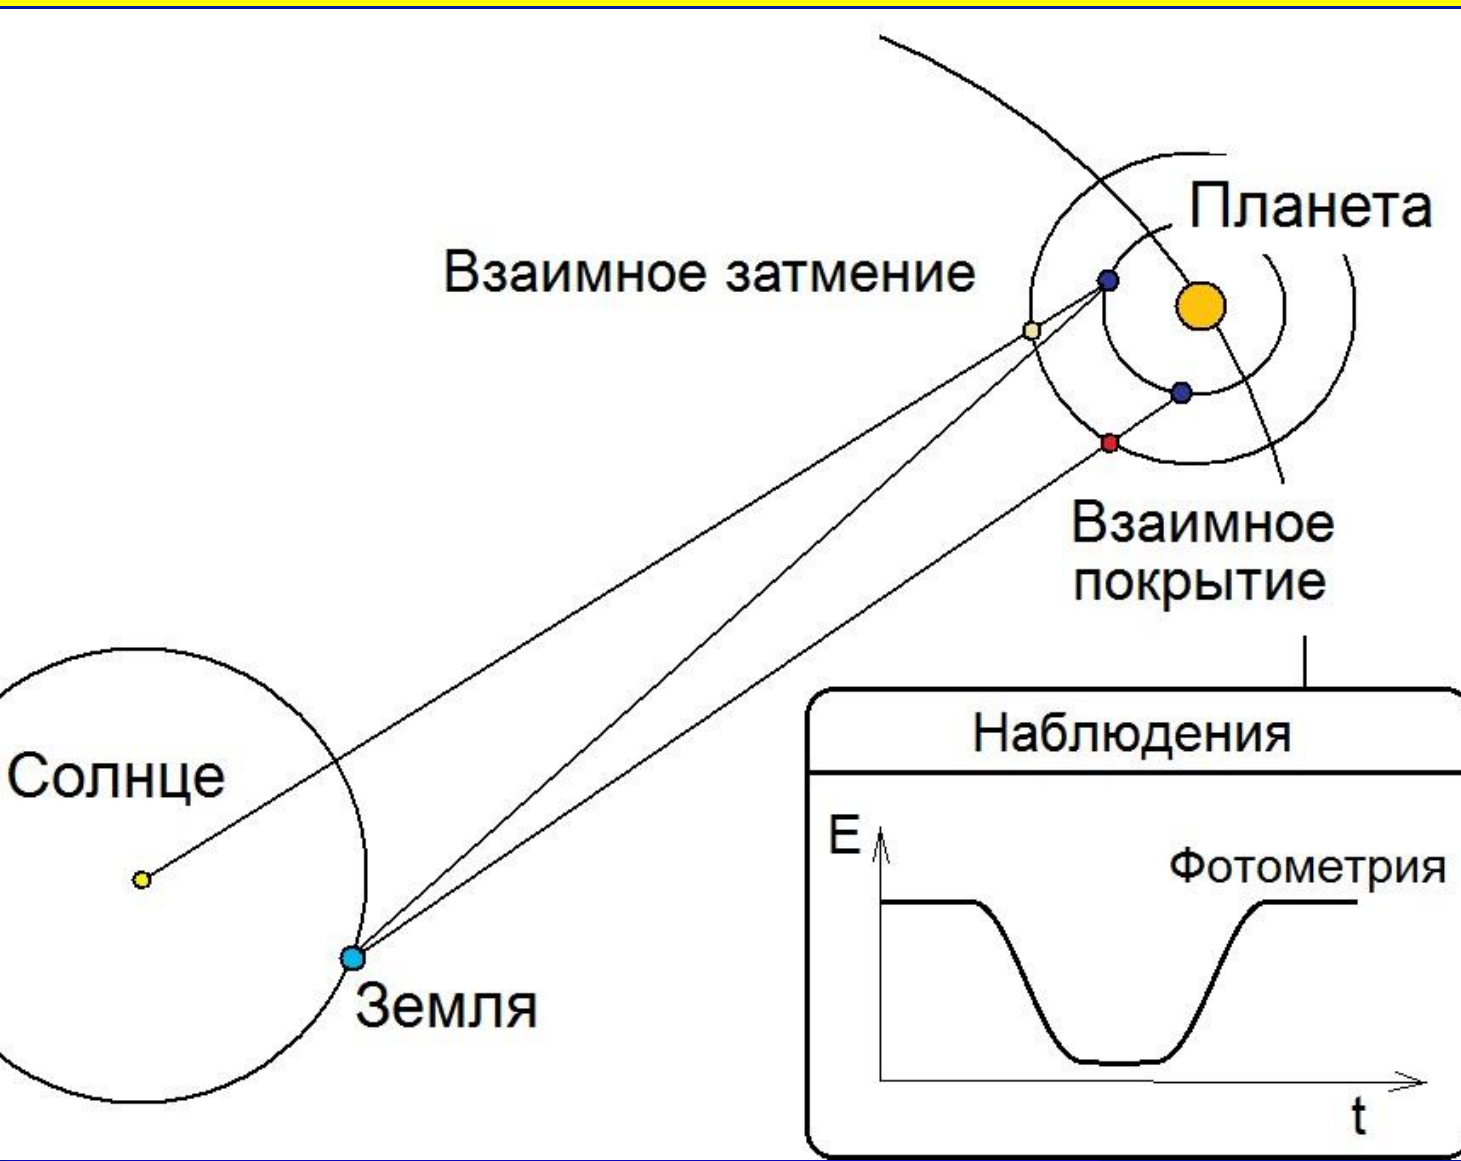 Планета
Взаимное затмение
Взаимное
покрытие
Солнце
Земля
Наблюдения
E
Фотометрия
t